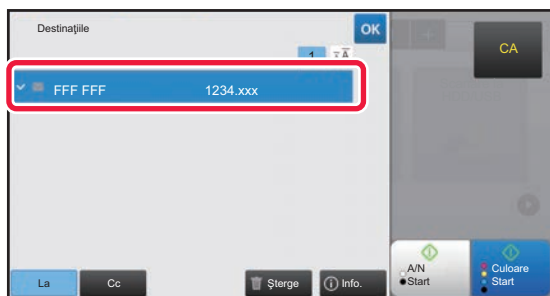 Destinaţiile
OK
CA
1
FFF FFF 1234.xxx
La
Cc
Şterge
Info.
A/N
Start
Culoare
Start